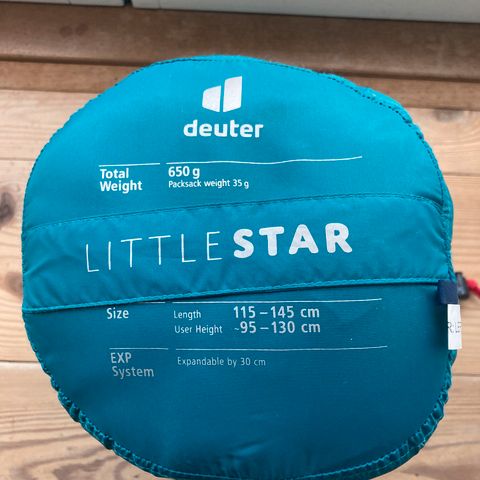 deuter
Total Weight 650 g
Packsack weight 35 g
LITTLE STAR
Size Length 115 – 145 cm
User Height ~95 – 130 cm
EXP System Expandable by 30 cm